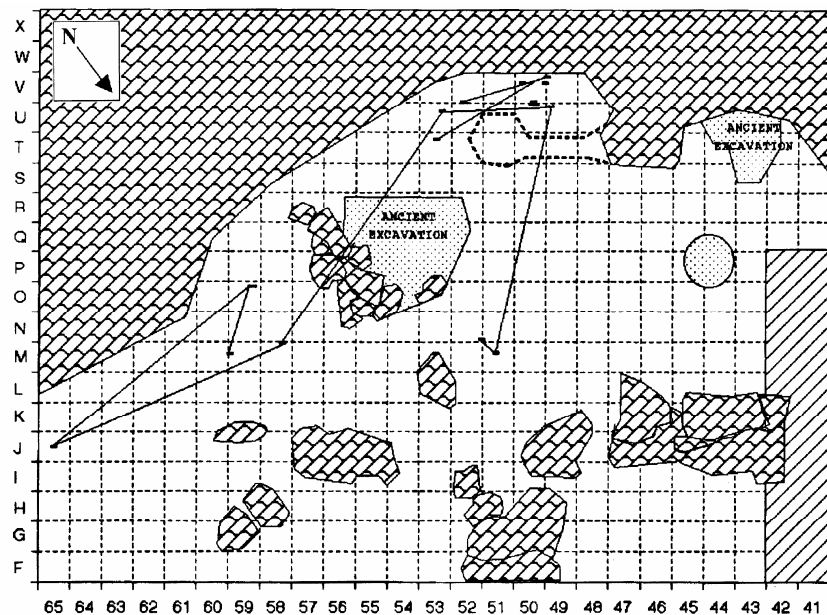 X
W
V
U
T
S
R
Q
P
O
N
M
L
K
J
I
H
G
F
N
ANCIENT
EXCAVATION
ANCIENT
EXCAVATION
65 64 63 62 61 60 59 58 57 56 55 54 53 52 51 50 49 48 47 46 45 44 43 42 41